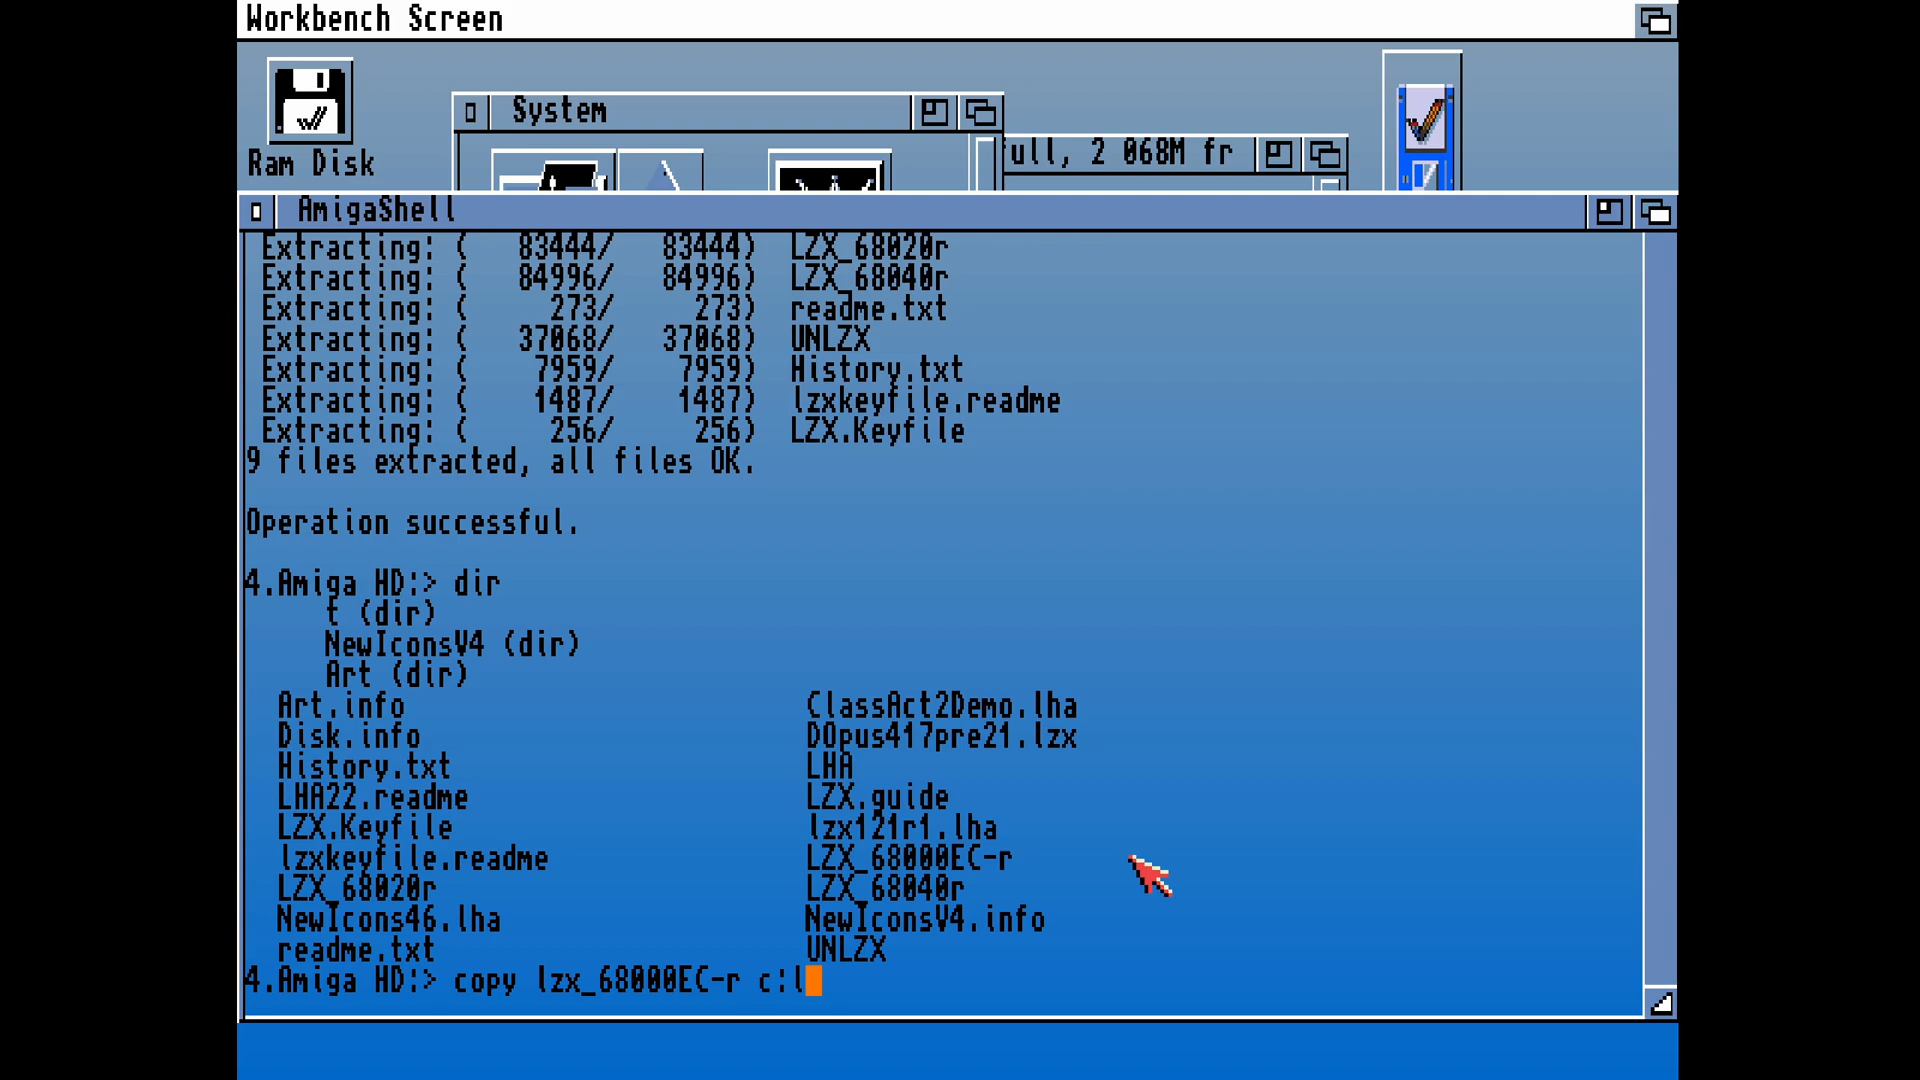 Workbench Screen
System
ull, 2 068M fr
Ram Disk
AmigaShell
Extracting: ( 83444/ 83444) LZX_68020r
Extracting: ( 84996/ 84996) LZX_68040r
Extracting: ( 273/ 273) readme.txt
Extracting: ( 37068/ 37068) UNLZX
Extracting: ( 7959/ 7959) History.txt
Extracting: ( 1487/ 1487) lzxkeyfile.readme
Extracting: ( 256/ 256) LZX.Keyfile
9 files extracted, all files OK.
Operation successful.
4.Amiga HD:> dir
t (dir)
NewIconsV4 (dir)
Art (dir)
Art.info ClassAct2Demo.lha
Disk.info DOpus417pre21.lzx
History.txt LHA
LHA22.readme LZX.guide
LZX.Keyfile lzx121r1.lha
lzxkeyfile.readme LZX_68000EC-r
LZX_68020r LZX_68040r
NewIcons46.lha NewIconsV4.info
readme.txt UNLZX
4.Amiga HD:> copy lzx_68000EC-r c:l